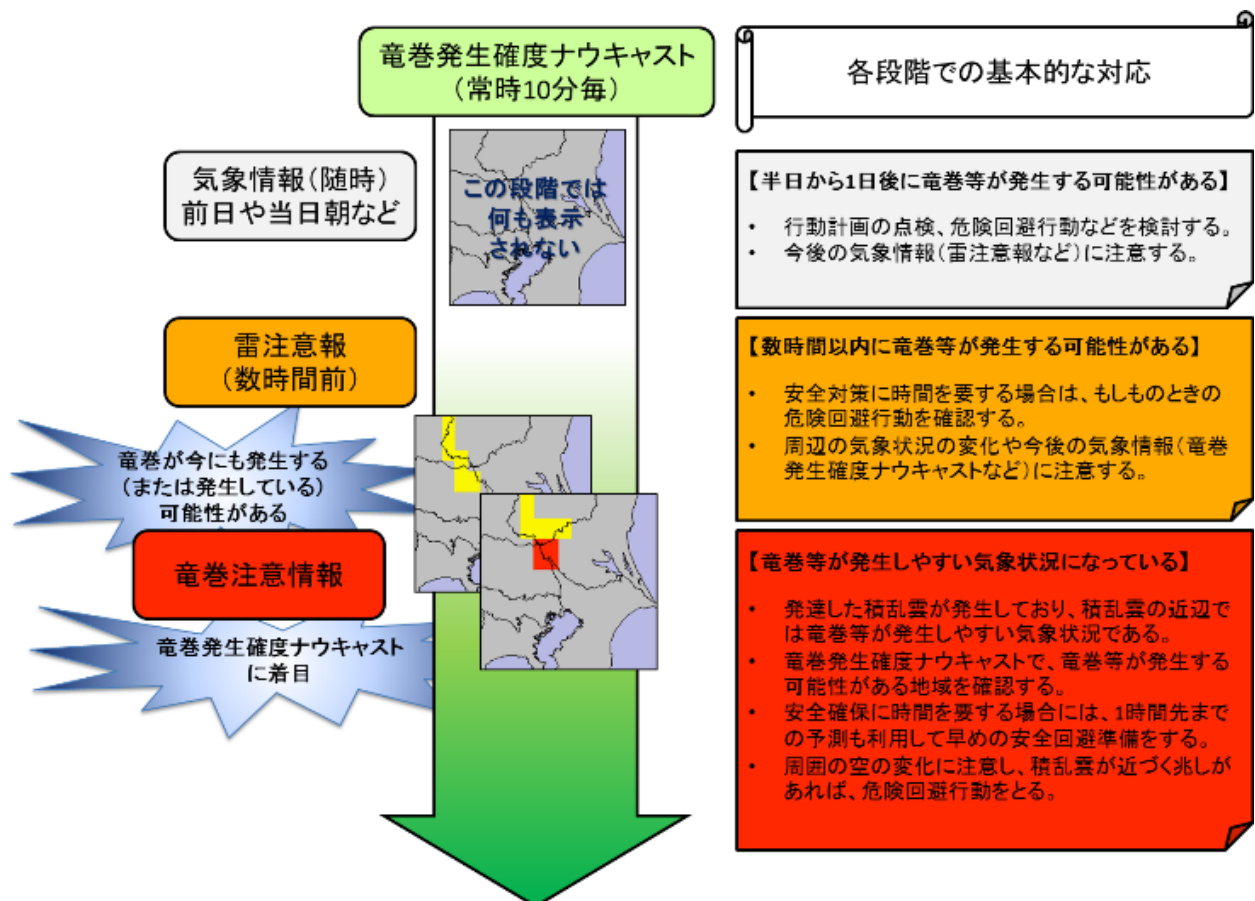 竜巻発生確度ナウキャスト
（常時10分毎）
各段階での基本的な対応
気象情報（随時）
前日や当日朝など
この段階では
何も表示
されない
【半日から1日後に竜巻等が発生する可能性がある】
• 行動計画の点検、危険回避行動などを検討する。
• 今後の気象情報（雷注意報など）に注意する。
雷注意報
（数時間前）
【数時間以内に竜巻等が発生する可能性がある】
• 安全対策に時間を要する場合は、もしものときの
危険回避行動を確認する。
• 周辺の気象状況の変化や今後の気象情報（竜巻
発生確度ナウキャストなど）に注意する。
竜巻が今にも発生する
（または発生している）
可能性がある
竜巻注意情報
竜巻発生確度ナウキャスト
に着目
【竜巻等が発生しやすい気象状況になっている】
• 発達した積乱雲が発生しており、積乱雲の近辺で
は竜巻等が発生しやすい気象状況である。
• 竜巻発生確度ナウキャストで、竜巻等が発生する
可能性がある地域を確認する。
• 安全確保に時間を要する場合には、1時間先まで
の予測も利用して早めの安全回避準備をする。
• 周囲の空の変化に注意し、積乱雲が近づく兆しが
あれば、危険回避行動をとる。